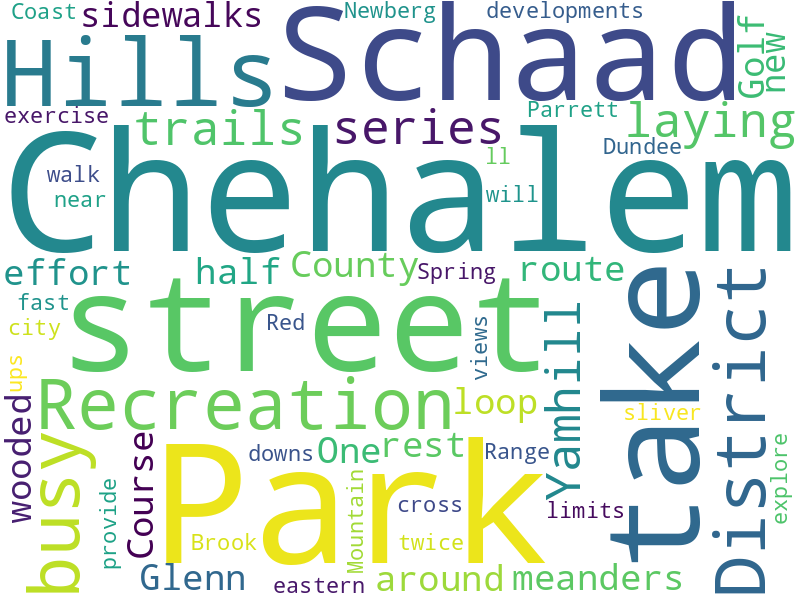 Coast sidewalks Schaad Newberg developments Golf new
Hills
exercise trails series Parrett laying
Chehalem
walk near ll will Dundee
effort half County Spring route
street
fast city Red views Yamhill take District
Recreation loop sliver
ups busy wooded
Course Park downs One rest Range
provide Mountain cross limits explore
Brook twice
Glenn eastern around meanders